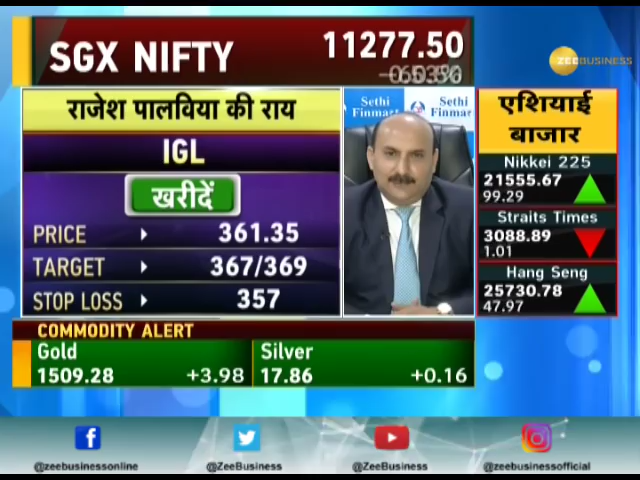 SGX NIFTY
11277.50
ZEEBUSINESS
राजेश पालविया की राय
IGL
खरीदें
PRICE 361.35
TARGET 367/369
STOP LOSS 357
Sethi
Finmar
Sethi
Finmar
एशियाई
बाजार
Nikkei 225
21555.67
99.29
Straits Times
3088.89
1.01
Hang Seng
25730.78
47.97
COMMODITY ALERT
Gold
1509.28 +3.98
Silver
17.86 +0.16
@zeebusinessonline
@ZeeBusiness
@ZeeBusiness
@zeebusinessofficial